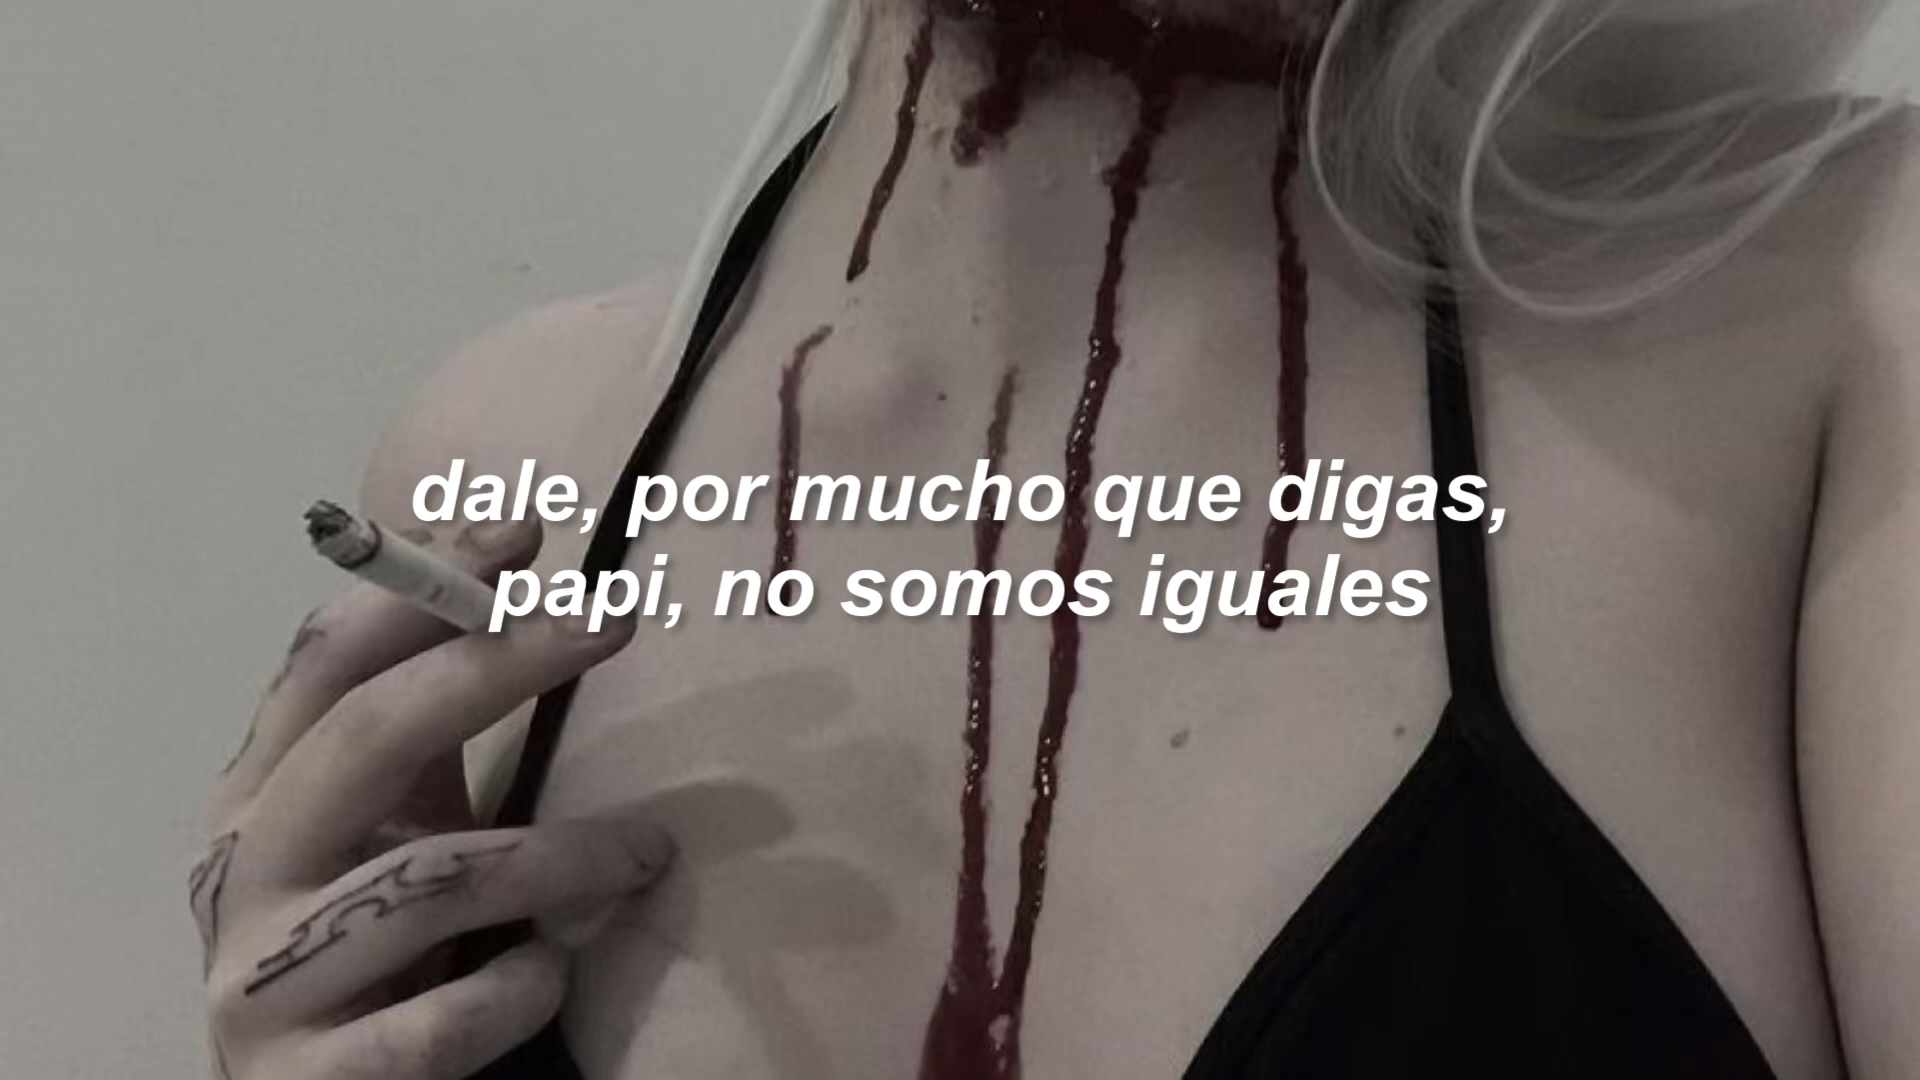 dale, por mucho que digas,
papi, no somos iguales